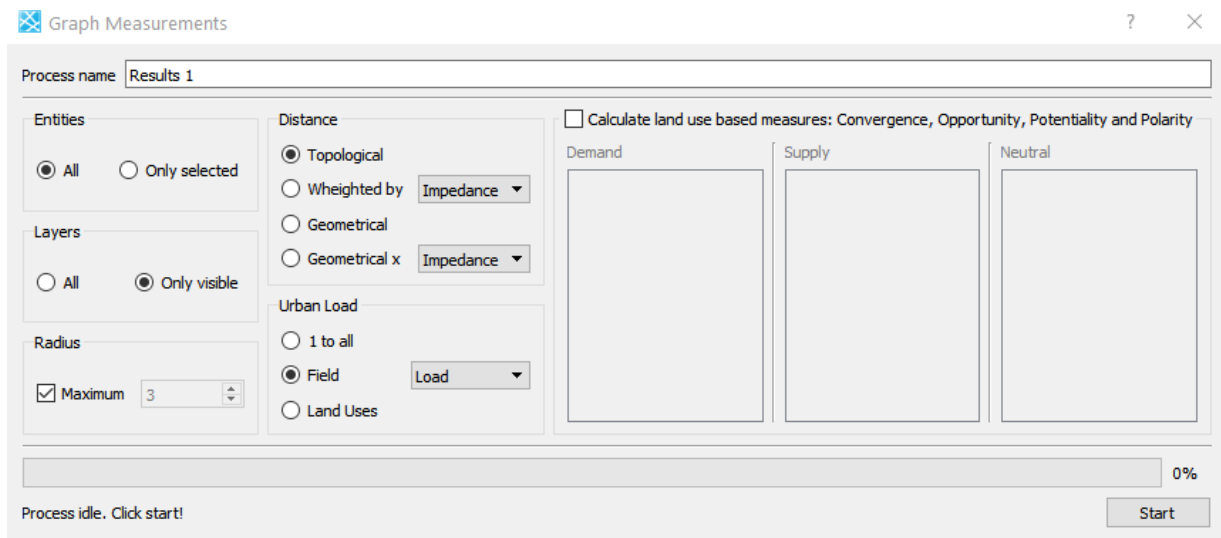 Graph Measurements ?
Process name Results 1
Entities
All Only selected
Layers
All Only visible
Radius
Maximum 3
Distance
Topological
Wheighted by Impedance
Geometrical
Geometrical x Impedance
Urban Load
1 to all
Field Load
Land Uses
Calculate land use based measures: Convergence, Opportunity, Potentiality and Polarity
Demand Supply Neutral
0%
Process idle. Click start! Start